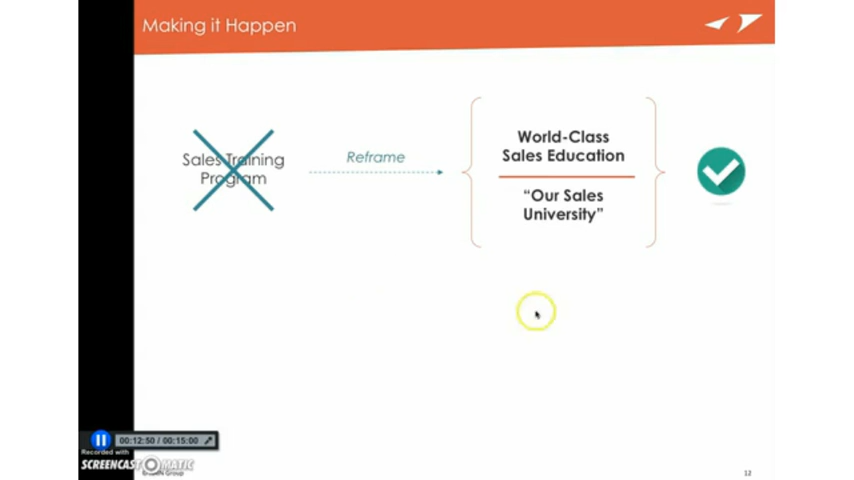 Making it Happen
Sales Training
Program
Reframe
World-Class
Sales Education
“Our Sales
University”
00:12:50 / 00:15:00
Recorded with
SCREENCAST-O-MATIC
Group
12